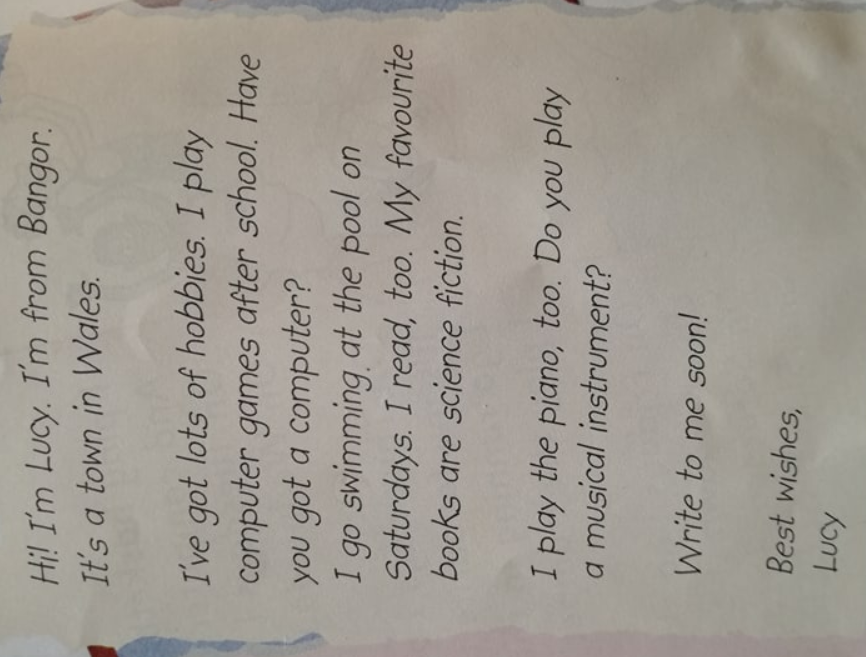 Hi! I'm Lucy. I'm from Bangor.
It's a town in Wales.
I've got lots of hobbies. I play
computer games after school. Have
you got a computer?
I go swimming at the pool on
Saturdays. I read, too. My favourite
books are science fiction.
I play the piano, too. Do you play
a musical instrument?
Write to me soon!
Best wishes,
Lucy